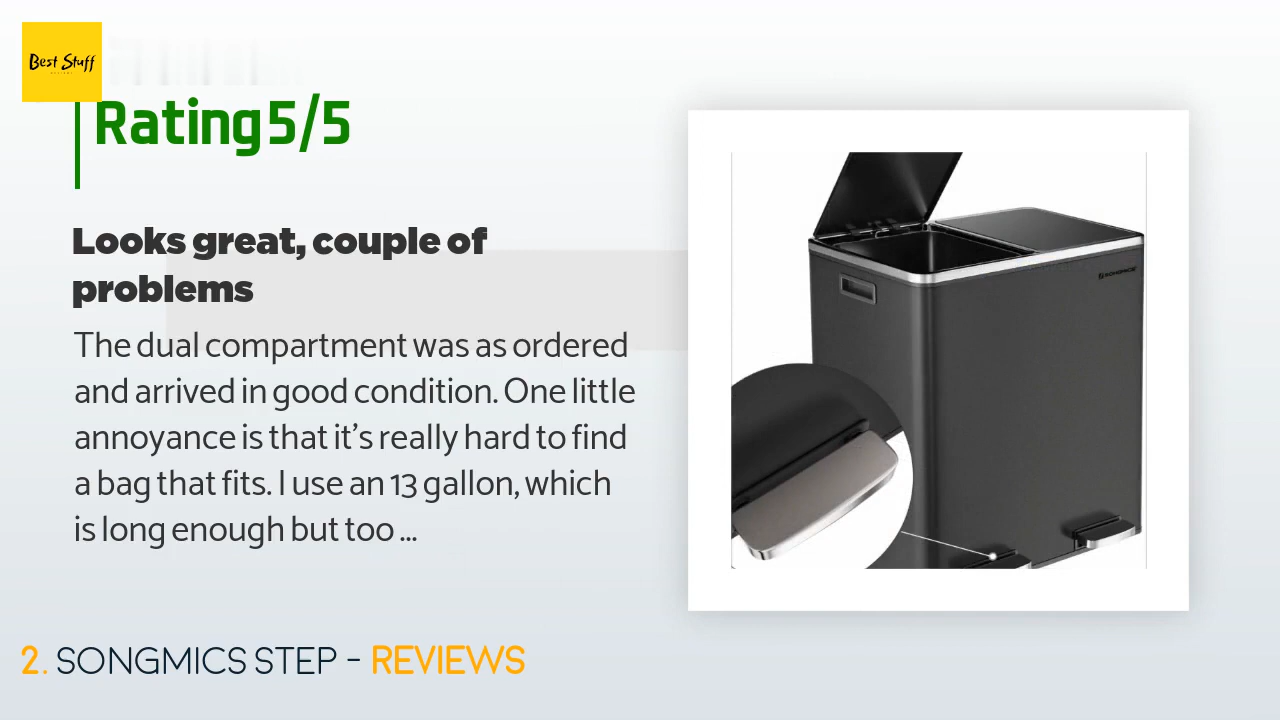 Best Stuff
Rating 5/5
Looks great, couple of
problems
The dual compartment was as ordered
and arrived in good condition. One little
annoyance is that it's really hard to find
a bag that fits. I use an 13 gallon, which
is long enough but too ...
SONGMICS
2. SONGMICS STEP - REVIEWS